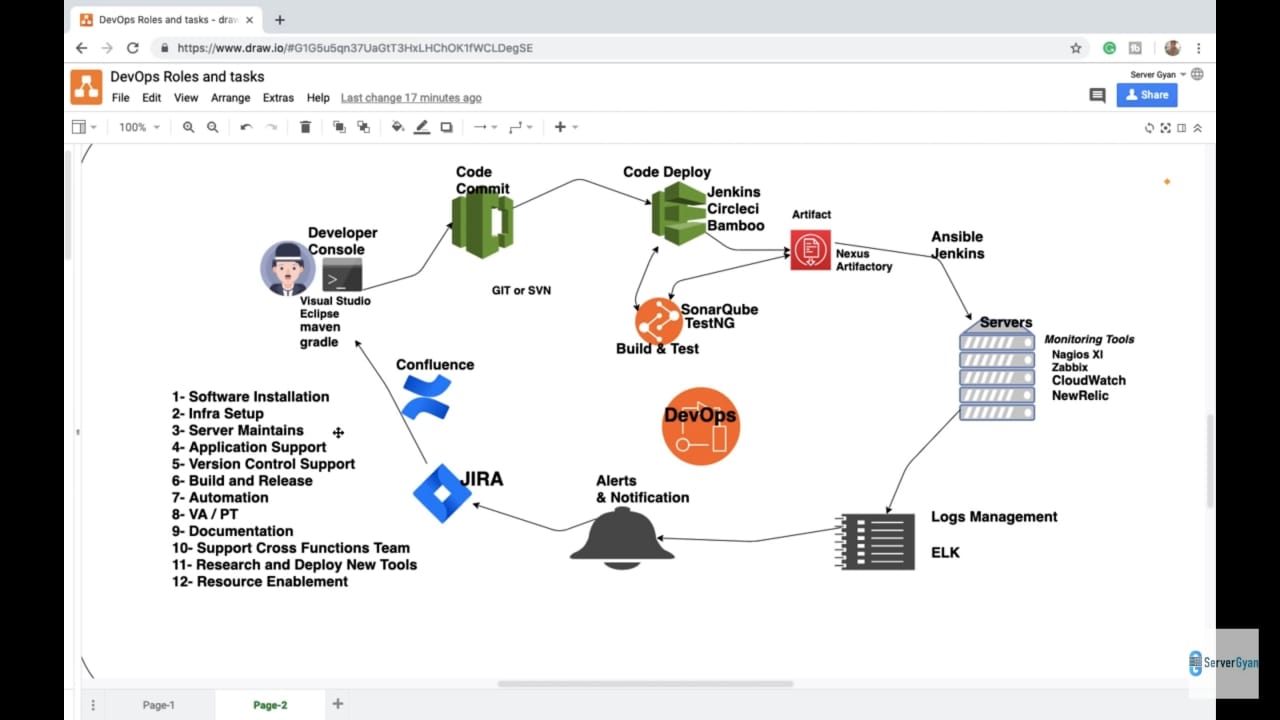 DevOps Roles and tasks - draw
https://www.draw.io/#G1G5u5qn37UaGtT3HxLHChOK1fWCLDegSE
DevOps Roles and tasks
Server Gyan
File Edit View Arrange Extras Help Last change 17 minutes ago
Share
100%
Code
Commit
Code Deploy
Jenkins
Circleci
Bamboo
Artifact
Nexus
Artifactory
Ansible
Jenkins
Developer
Console
Visual Studio
Eclipse
maven
gradle
GIT or SVN
SonarQube
TestNG
Build & Test
Servers
Monitoring Tools
Nagios XI
Zabbix
CloudWatch
NewRelic
Confluence
DevOps
1- Software Installation
2- Infra Setup
3- Server Maintains
4- Application Support
5- Version Control Support
6- Build and Release
7- Automation
8- VA / PT
9- Documentation
10- Support Cross Functions Team
11- Research and Deploy New Tools
12- Resource Enablement
JIRA
Alerts
& Notification
Logs Management
ELK
ServerGyan
Page-1
Page-2